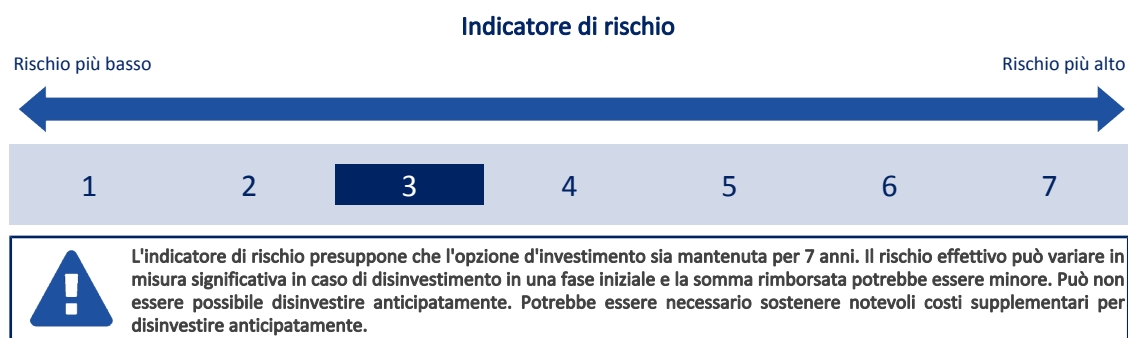 Indicatore di rischio
Rischio più basso
Rischio più alto
1 2 3 4 5 6 7
L'indicatore di rischio presuppone che l'opzione d'investimento sia mantenuta per 7 anni. Il rischio effettivo può variare in
misura significativa in caso di disinvestimento in una fase iniziale e la somma rimborsata potrebbe essere minore. Può non
essere possibile disinvestire anticipatamente. Potrebbe essere necessario sostenere notevoli costi supplementari per
disinvestire anticipatamente.